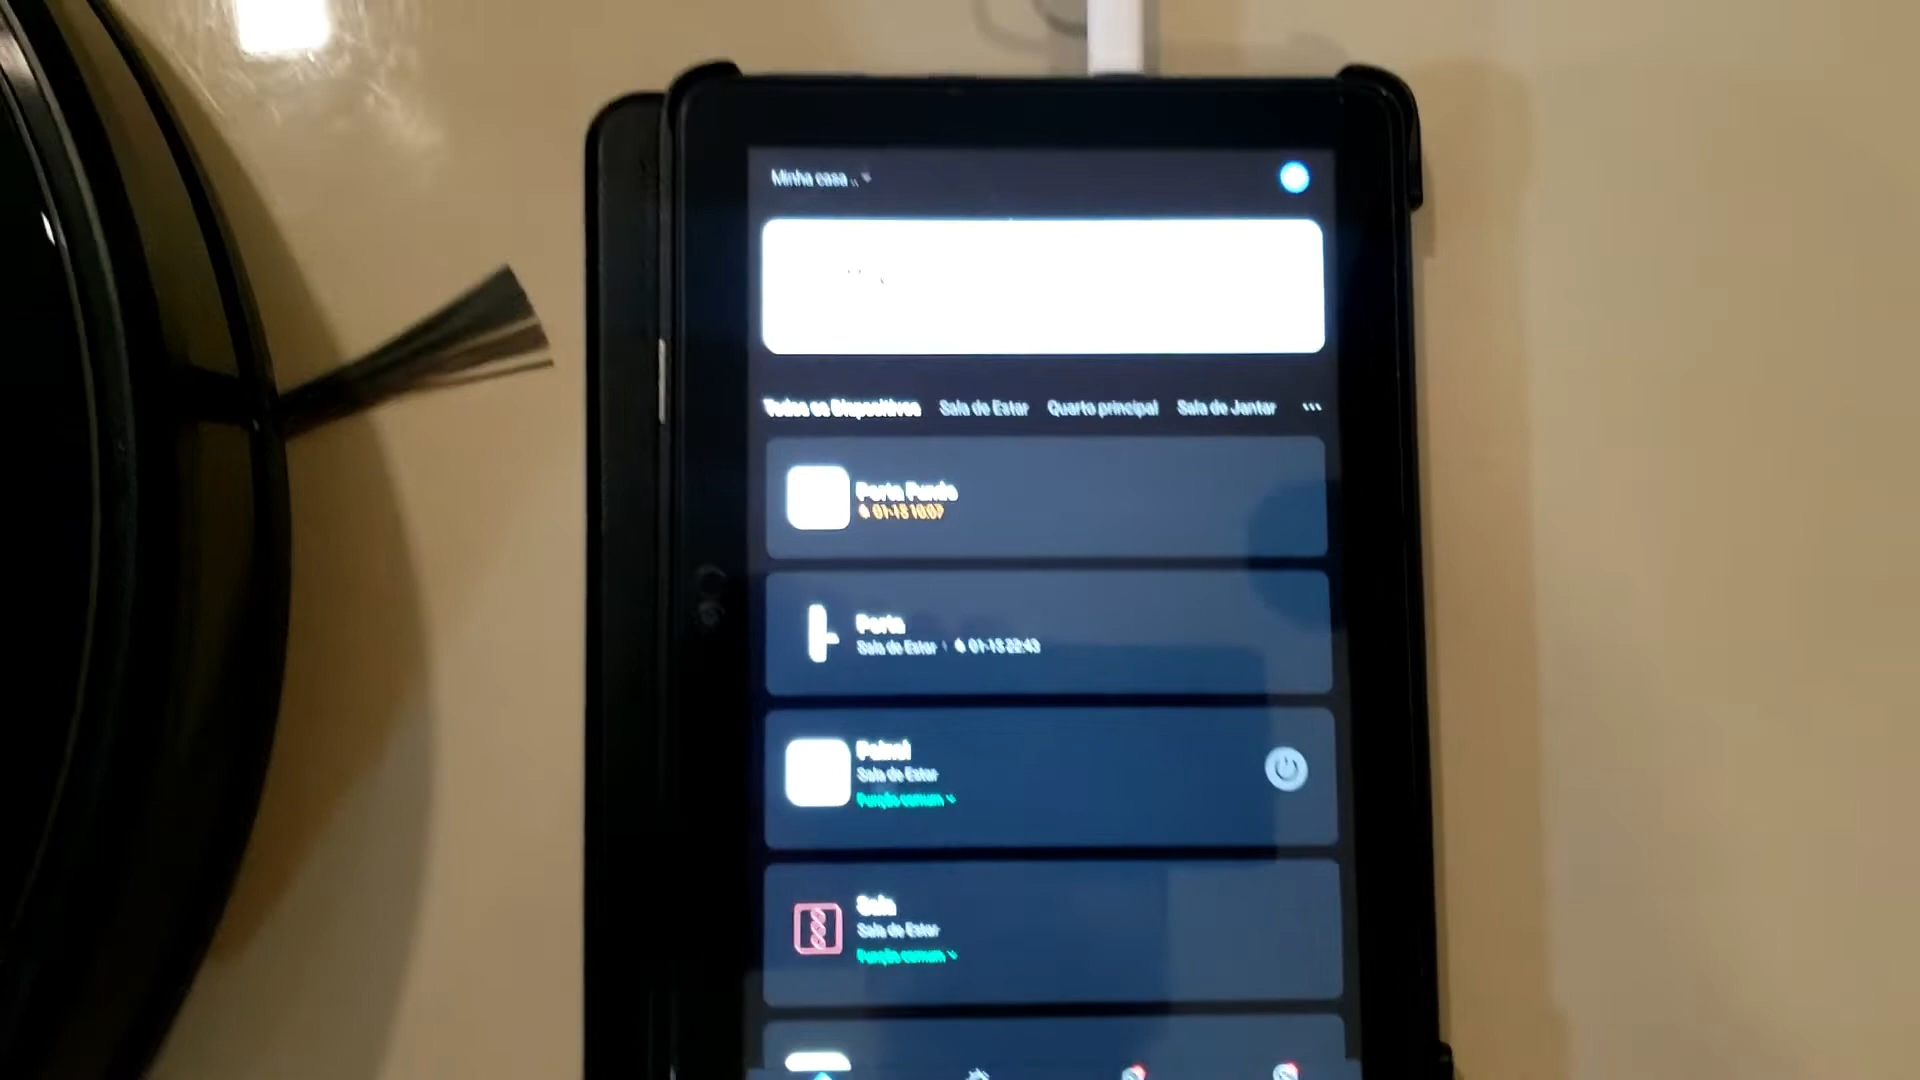 Minha casa ..
Todos os Dispositivos Sala de Estar Quarto principal Sala de Jantar ...
Porta Fundo
01-15 10:07
Porta
Sala de Estar 01-15 22:43
Painel
Sala de Estar
Função comum
Sala
Sala de Estar
Função comum